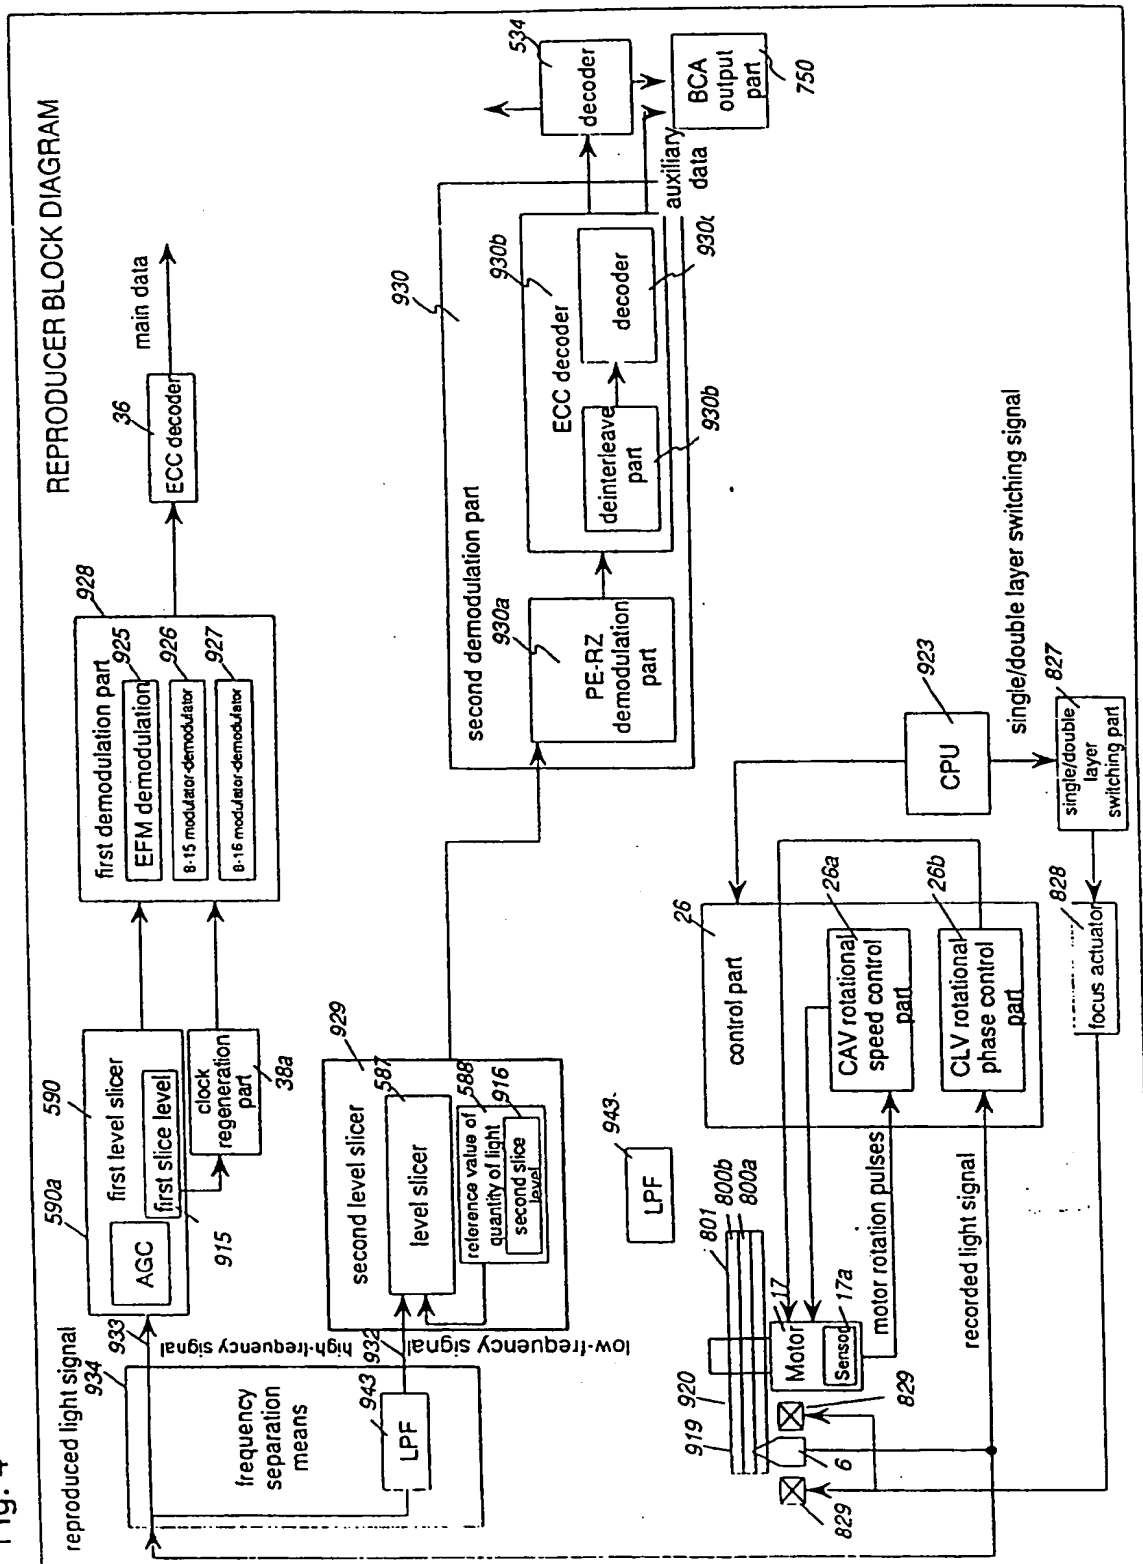 Fig. 4
REPRODUCER BLOCK DIAGRAM
reproduced light signal
934
933
high-frequency signal
frequency
separation
means
943
LPF
932
low-frequency signal
590a
590
first level slicer
AGC
first slice level
915
clock
regeneration
part
38a
first demodulation part
928
EFM demodulation
925
8-15 modulator-demodulator
926
8-16 modulator-demodulator
927
36
ECC decoder
main data
second level slicer
929
level slicer
587
reference value of
quantity of light
588
second slice
level
916
second demodulation part
930
930a
PE-RZ
demodulation
part
930b
ECC decoder
deinterleave
part
930b
decoder
930c
auxiliary
data
534
decoder
BCA
output
part
750
943
LPF
919
920
801
800b
800a
17
Motor
17a
Sensor
829
829
6
motor rotation pulses
recorded light signal
control part
26
CAV rotational
speed control
part
26a
CLV rotational
phase control
part
26b
CPU
923
single/double layer switching signal
single/double
layer
switching part
827
focus actuator
828